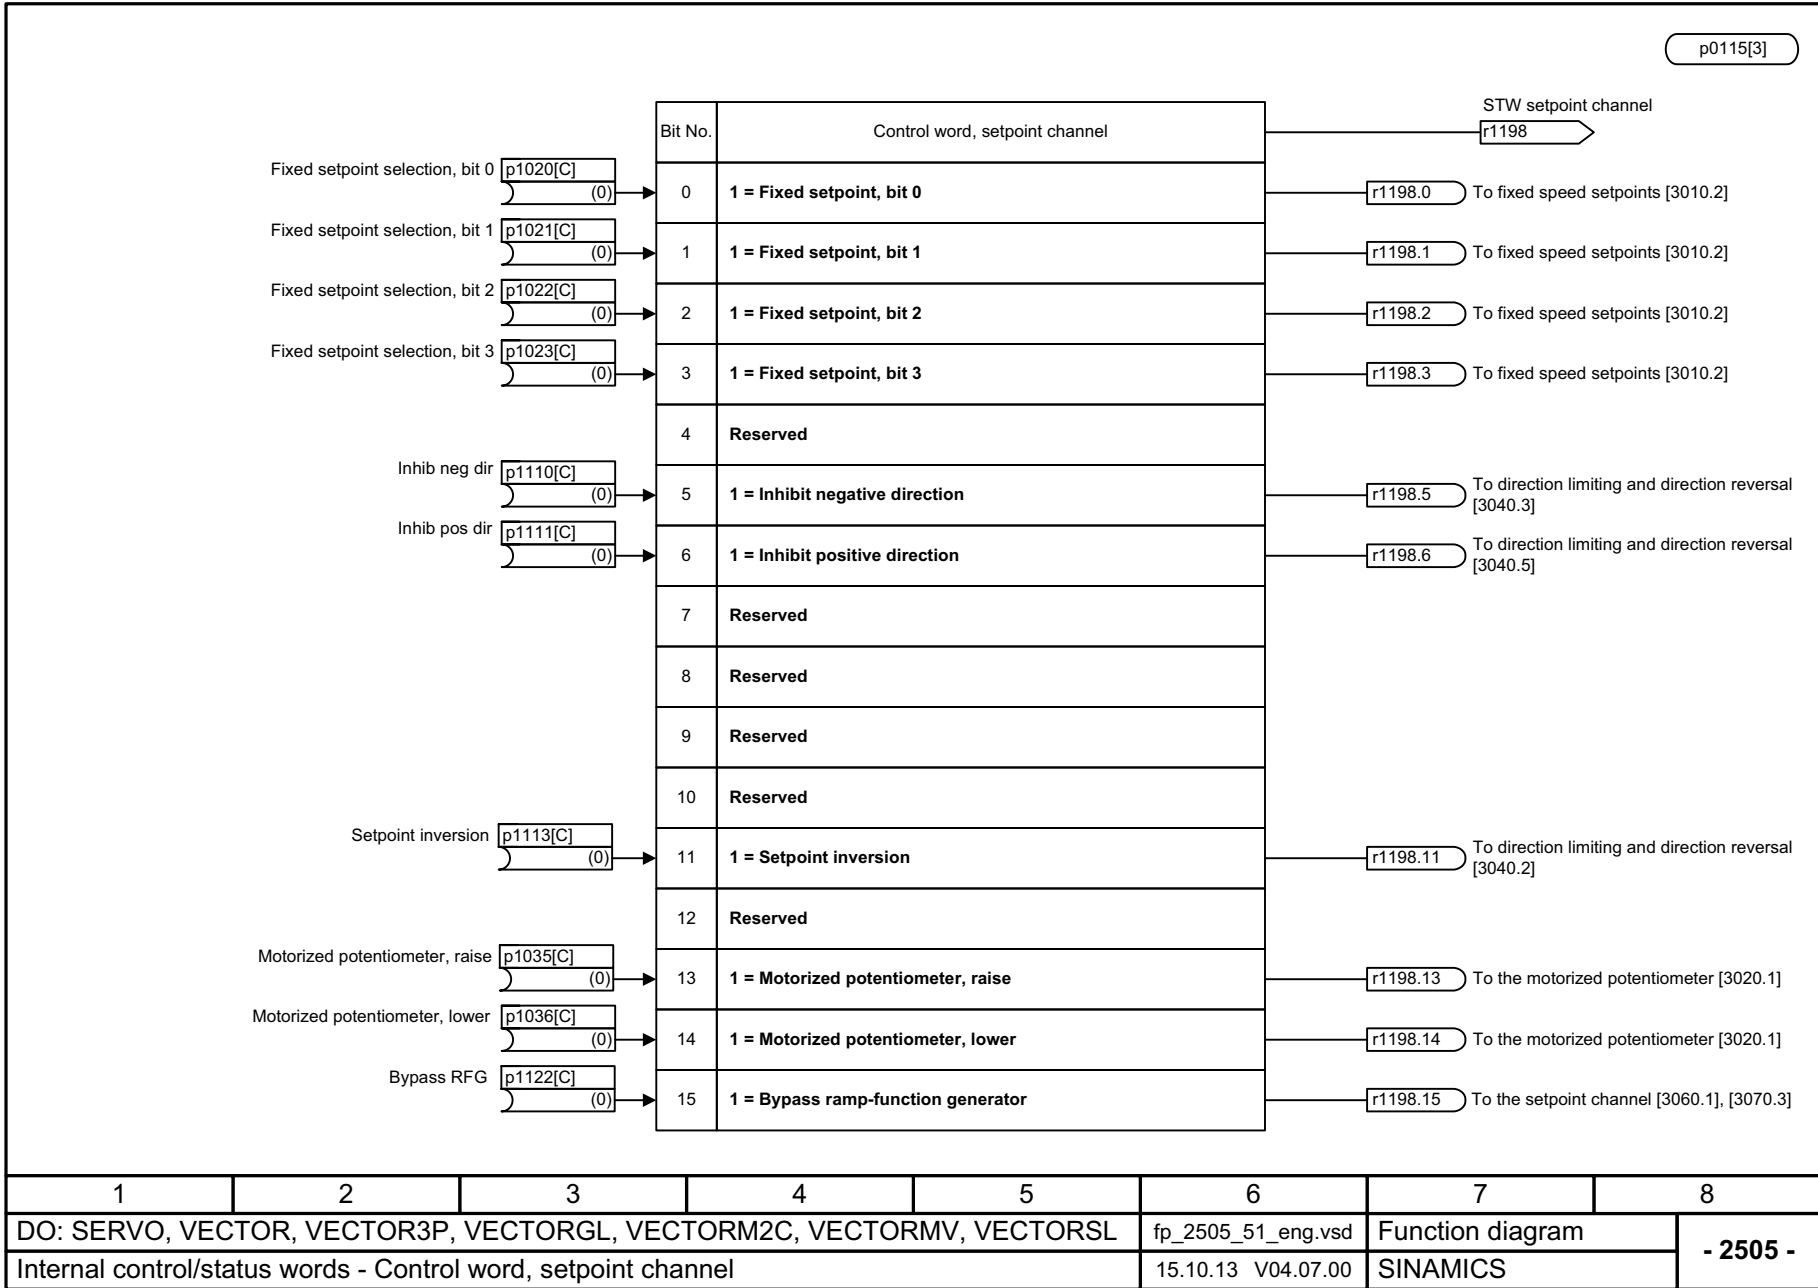 p0115[3]
STW setpoint channel
Bit No. Control word, setpoint channel r1198
Fixed setpoint selection, bit 0 p1020[C]
(0) 0 1 = Fixed setpoint, bit 0 r1198.0 To fixed speed setpoints [3010.2]
Fixed setpoint selection, bit 1 p1021[C]
(0) 1 1 = Fixed setpoint, bit 1 r1198.1 To fixed speed setpoints [3010.2]
Fixed setpoint selection, bit 2 p1022[C]
(0) 2 1 = Fixed setpoint, bit 2 r1198.2 To fixed speed setpoints [3010.2]
Fixed setpoint selection, bit 3 p1023[C]
(0) 3 1 = Fixed setpoint, bit 3 r1198.3 To fixed speed setpoints [3010.2]
4 Reserved
Inhib neg dir p1110[C]
(0) 5 1 = Inhibit negative direction r1198.5 To direction limiting and direction reversal
[3040.3]
Inhib pos dir p1111[C]
(0) 6 1 = Inhibit positive direction r1198.6 To direction limiting and direction reversal
[3040.5]
7 Reserved
8 Reserved
9 Reserved
10 Reserved
Setpoint inversion p1113[C]
(0) 11 1 = Setpoint inversion r1198.11 To direction limiting and direction reversal
[3040.2]
12 Reserved
Motorized potentiometer, raise p1035[C]
(0) 13 1 = Motorized potentiometer, raise r1198.13 To the motorized potentiometer [3020.1]
Motorized potentiometer, lower p1036[C]
(0) 14 1 = Motorized potentiometer, lower r1198.14 To the motorized potentiometer [3020.1]
Bypass RFG p1122[C]
(0) 15 1 = Bypass ramp-function generator r1198.15 To the setpoint channel [3060.1], [3070.3]
1 2 3 4 5 6 7 8
DO: SERVO, VECTOR, VECTOR3P, VECTORGL, VECTORM2C, VECTORMV, VECTORSL fp_2505_51_eng.vsd Function diagram
- 2505 -
Internal control/status words - Control word, setpoint channel 15.10.13 V04.07.00 SINAMICS